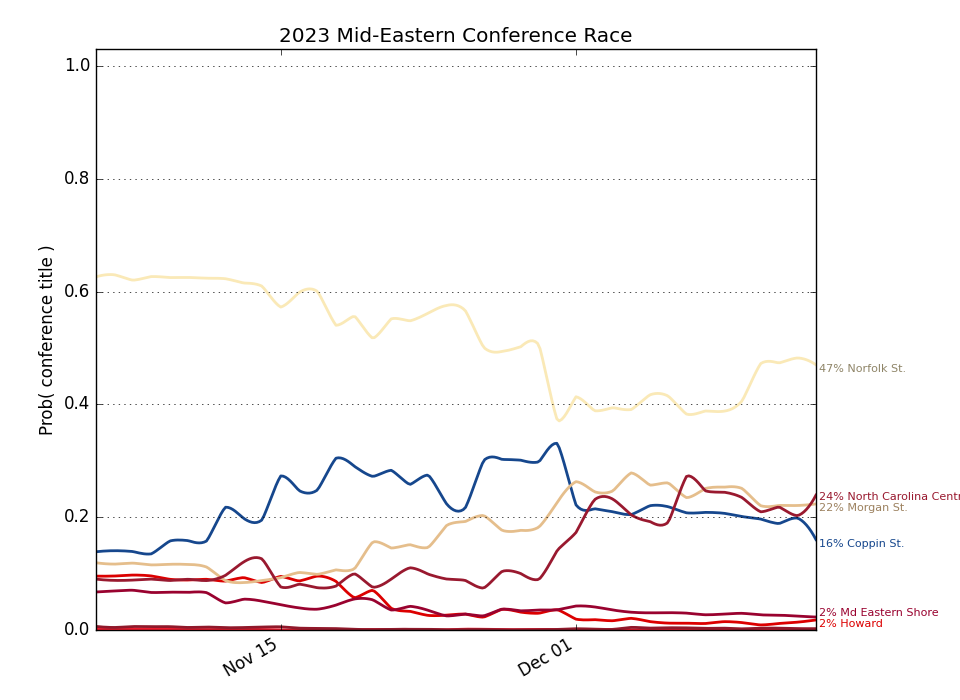 2023 Mid-Eastern Conference Race
Prob( conference title )
1.0
0.8
0.6
0.4
0.2
0.0
Nov 15
Dec 01
47% Norfolk St.
24% North Carolina Centr
22% Morgan St.
16% Coppin St.
2% Md Eastern Shore
2% Howard